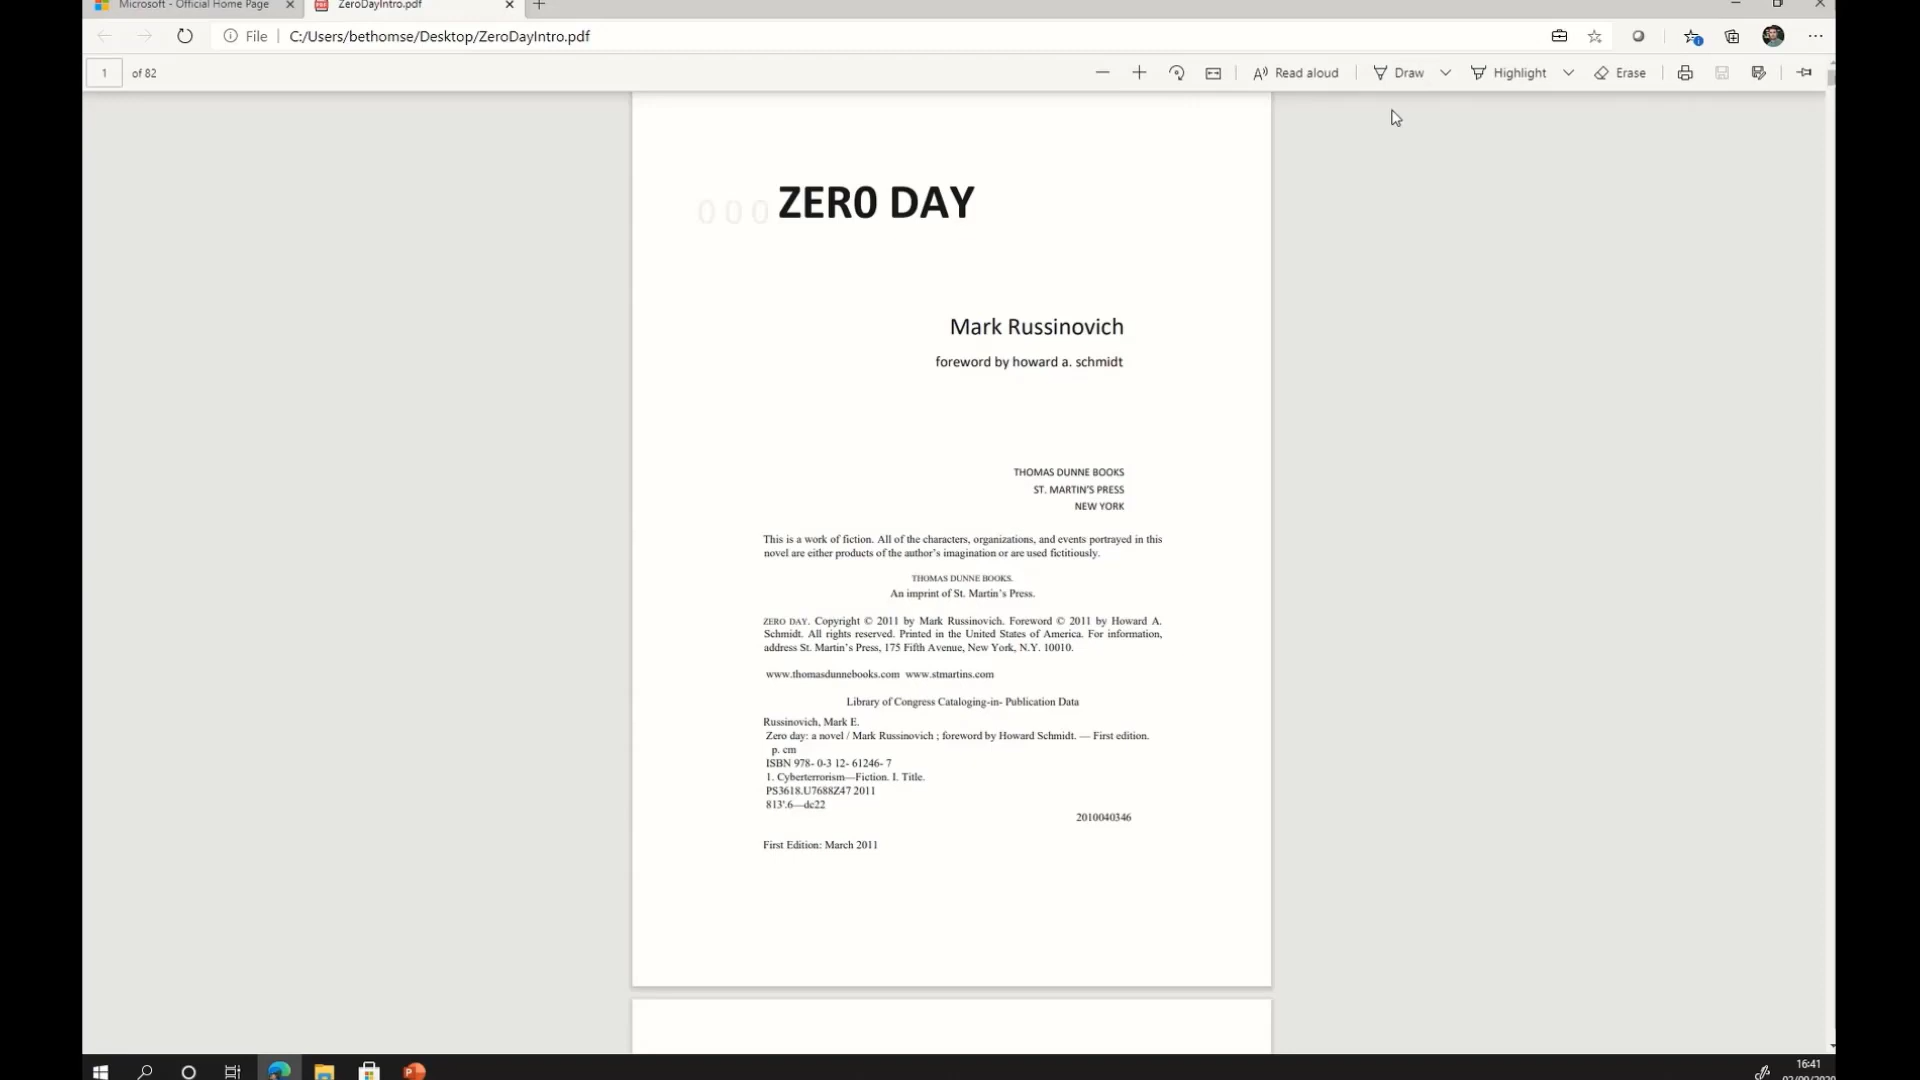 Microsoft - Official Home Page
ZeroDayIntro.pdf
File
C:/Users/bethomse/Desktop/ZeroDayIntro.pdf
1 of 82
Read aloud
Draw
Highlight
Erase
0 0 0 ZER0 DAY
Mark Russinovich
foreword by howard a. schmidt
THOMAS DUNNE BOOKS
ST. MARTIN'S PRESS
NEW YORK
This is a work of fiction. All of the characters, organizations, and events portrayed in this
novel are either products of the author's imagination or are used fictitiously.
THOMAS DUNNE BOOKS.
An imprint of St. Martin's Press.
ZERO DAY. Copyright © 2011 by Mark Russinovich. Foreword © 2011 by Howard A.
Schmidt. All rights reserved. Printed in the United States of America. For information,
address St. Martin's Press, 175 Fifth Avenue, New York, N.Y. 10010.
www.thomasdunnebooks.com www.stmartins.com
Library of Congress Cataloging-in- Publication Data
Russinovich, Mark E.
Zero day: a novel / Mark Russinovich ; foreword by Howard Schmidt. — First edition.
p. cm
ISBN 978- 0-3 12- 61246- 7
1. Cyberterrorism—Fiction. I. Title.
PS3618.U7688Z47 2011
813'.6—dc22
2010040346
First Edition: March 2011
16:41